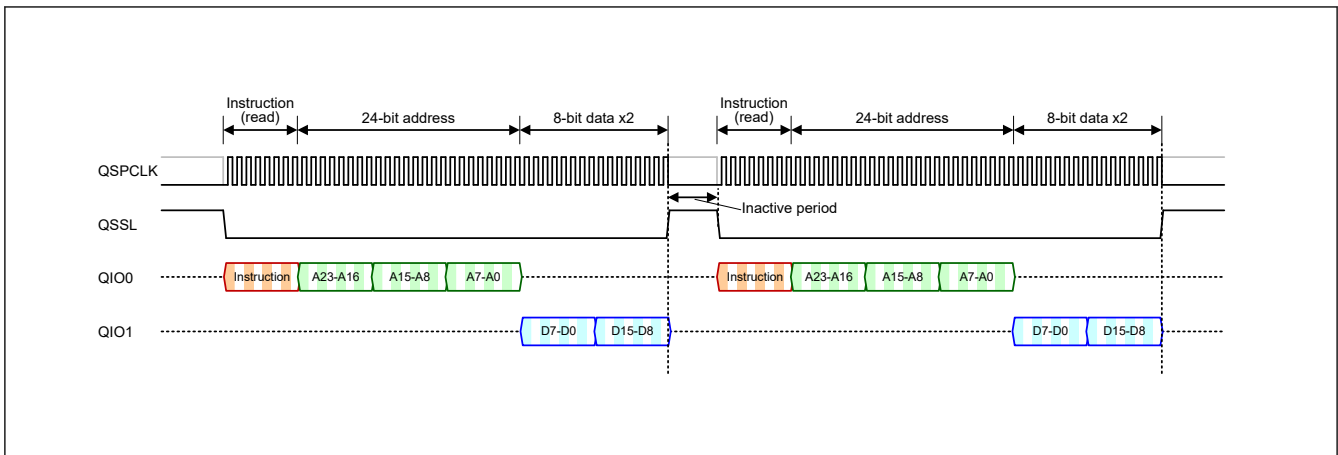 Instruction
(read)
24-bit address
8-bit data x2
Instruction
(read)
24-bit address
8-bit data x2
QSPCLK
Inactive period
QSSL
QIO0
Instruction
A23-A16
A15-A8
A7-A0
Instruction
A23-A16
A15-A8
A7-A0
QIO1
D7-D0
D15-D8
D7-D0
D15-D8